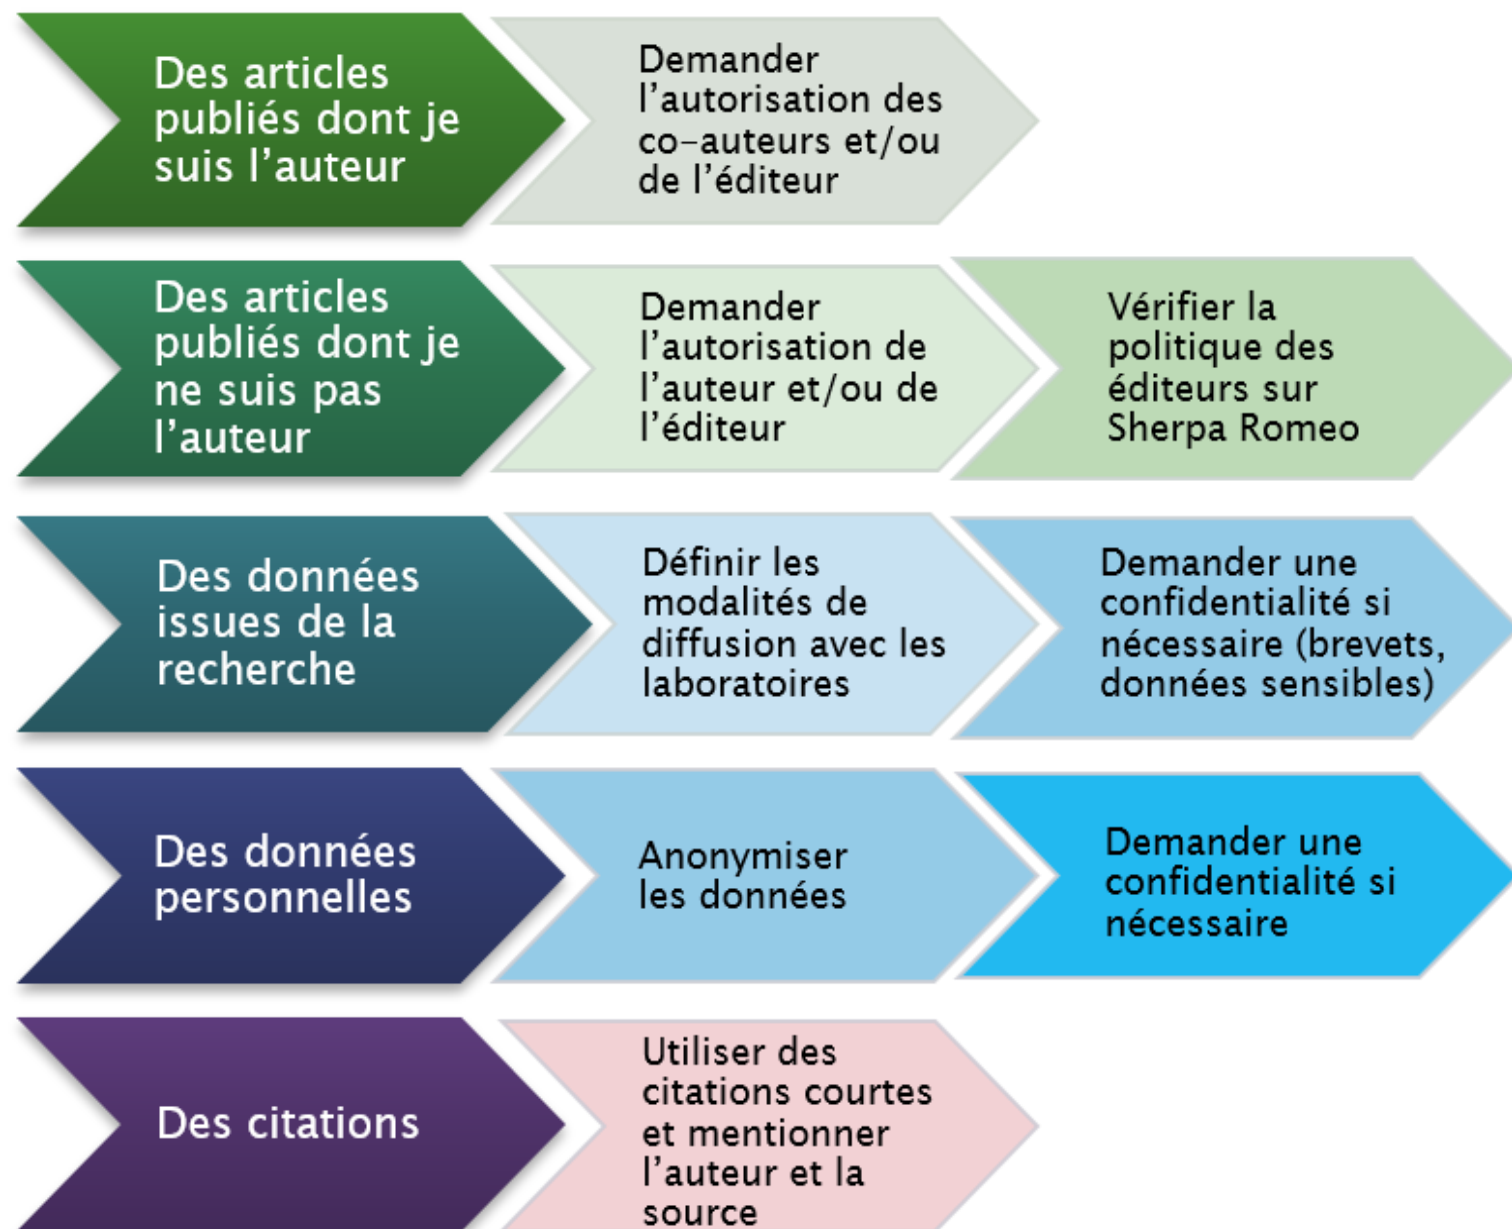 Des articles
publiés dont je
suis l’auteur
Demander
l’autorisation des
co-auteurs et/ou
de l’éditeur
Des articles
publiés dont je
ne suis pas
l’auteur
Demander
l’autorisation de
l’auteur et/ou de
l’éditeur
Vérifier la
politique des
éditeurs sur
Sherpa Romeo
Des données
issues de la
recherche
Définir les
modalités de
diffusion avec les
laboratoires
Demander une
confidentialité si
nécessaire (brevets,
données sensibles)
Des données
personnelles
Anonymiser
les données
Demander une
confidentialité si
nécessaire
Des citations
Utiliser des
citations courtes
et mentionner
l’auteur et la
source